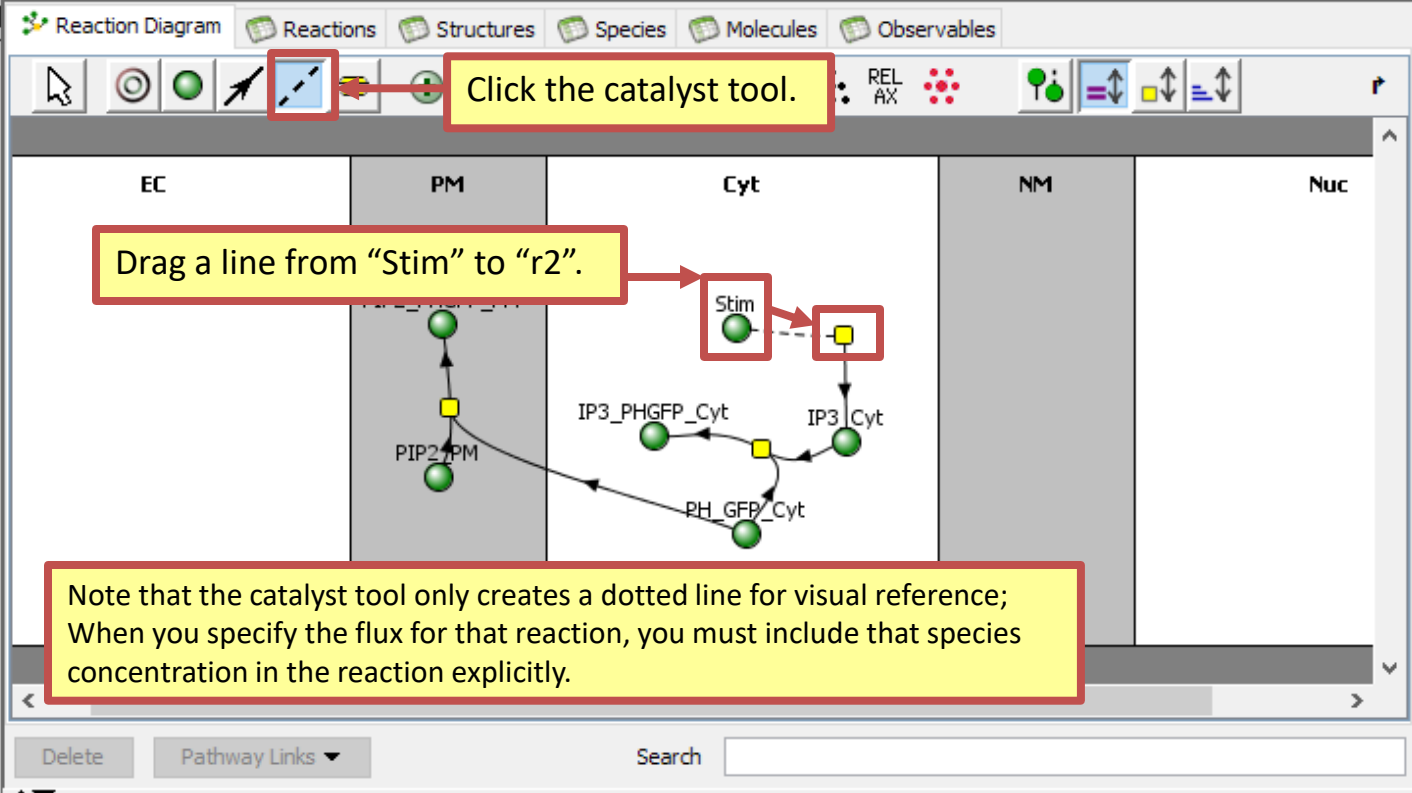 Reaction Diagram Reactions Structures Species Molecules Observables
Click the catalyst tool.
REL
AX
EC PM Cyt NM Nuc
Drag a line from “Stim” to “r2”.
Stim
IP3_PHGFP_Cyt
IP3_Cyt
PIP2_PM
PH_GFP_Cyt
Note that the catalyst tool only creates a dotted line for visual reference;
When you specify the flux for that reaction, you must include that species
concentration in the reaction explicitly.
Delete Pathway Links Search